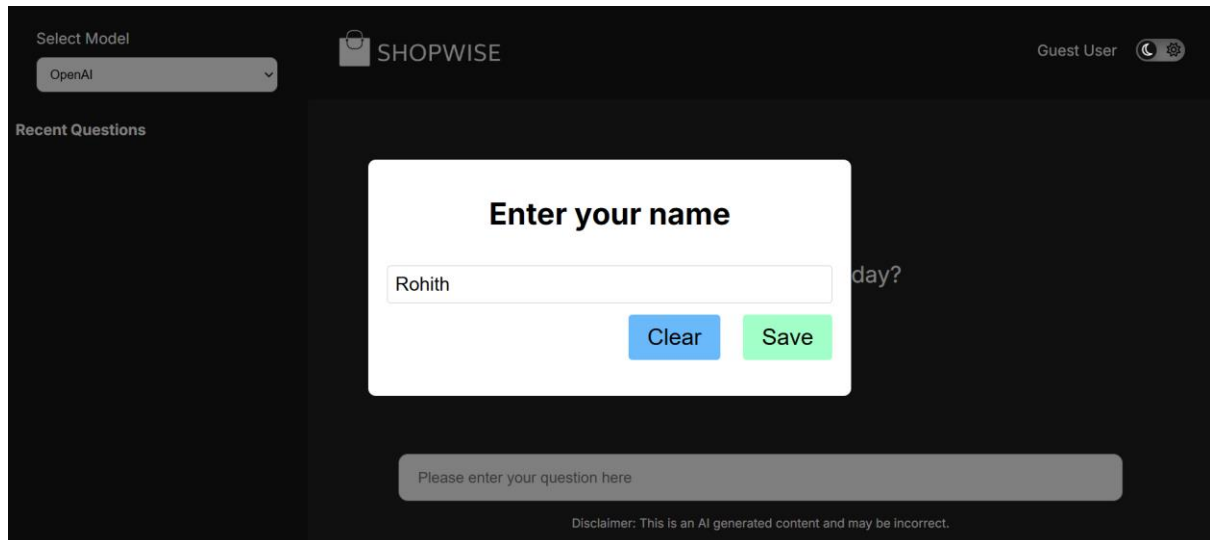 Select Model
OpenAI
SHOPWISE
Guest User
Recent Questions
Enter your name
day?
Rohith
Clear
Save
Please enter your question here
Disclaimer: This is an AI generated content and may be incorrect.